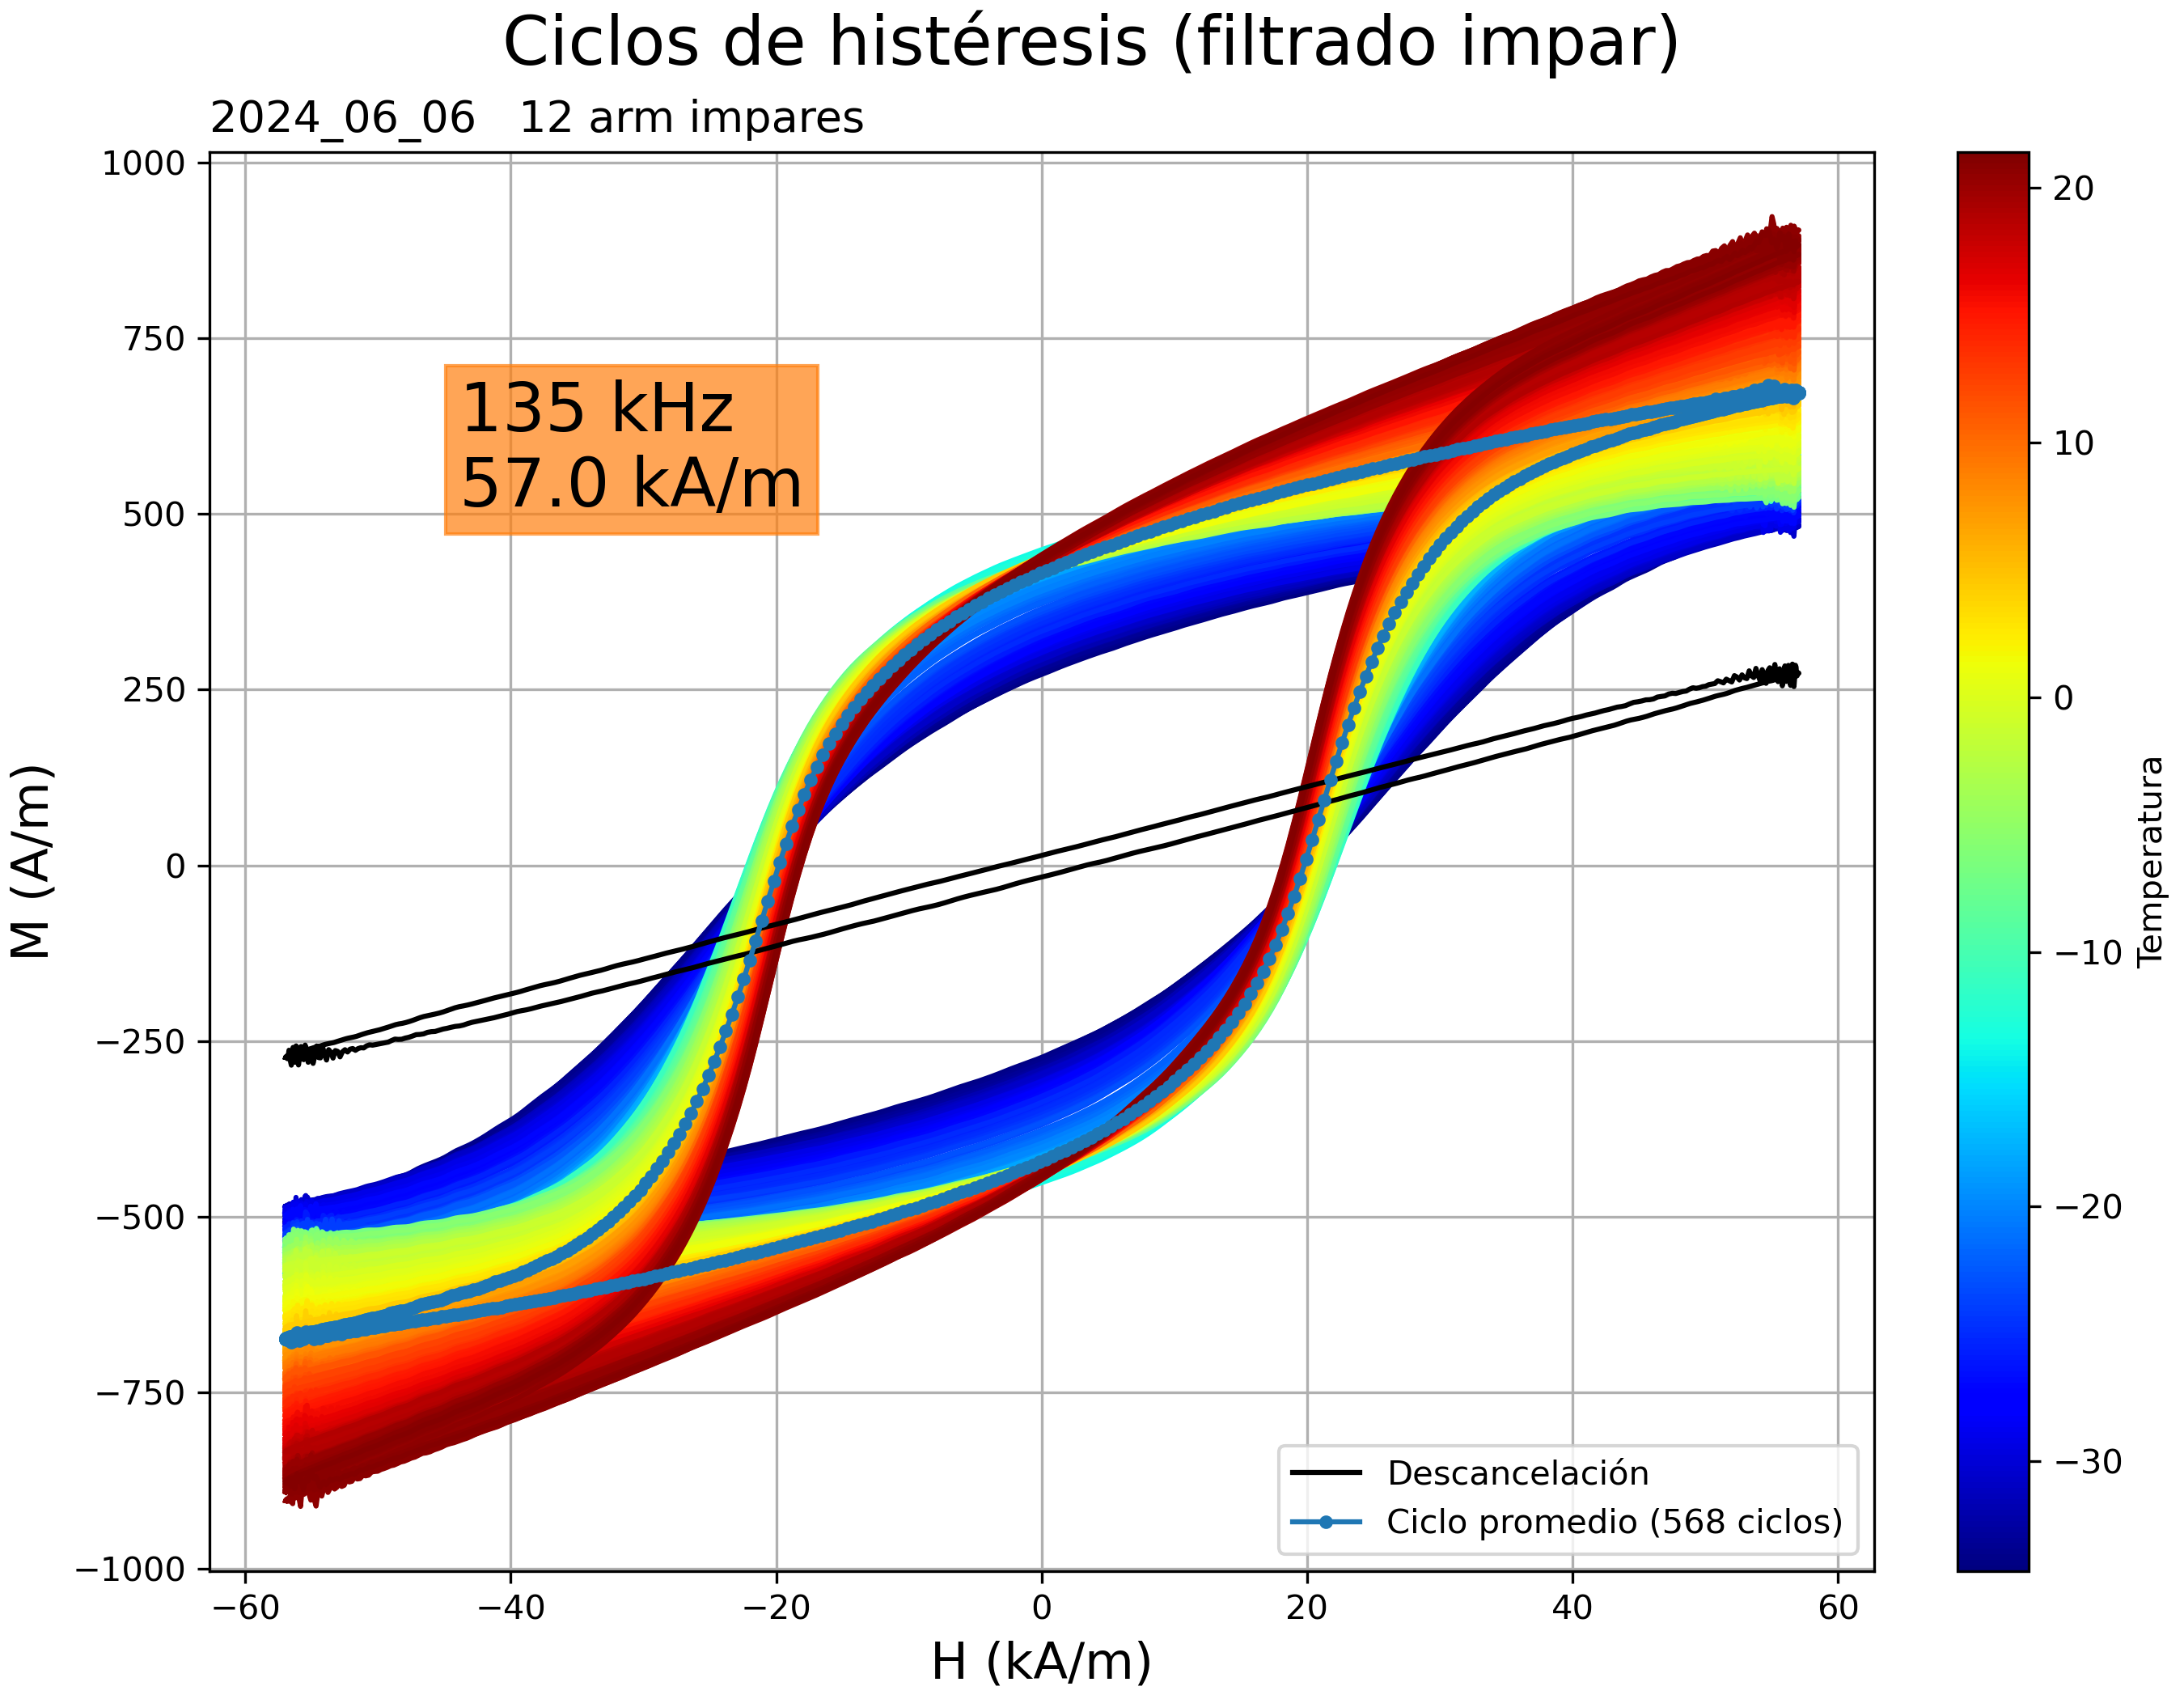 Ciclos de histéresis (filtrado impar)
2024_06_06   12 arm impares
1000
750
500
250
0
−250
−500
−750
−1000
M (A/m)
135 kHz
57.0 kA/m
Descancelación
Ciclo promedio (568 ciclos)
−60
−40
−20
0
20
40
60
H (kA/m)
20
10
0
−10
−20
−30
Temperatura